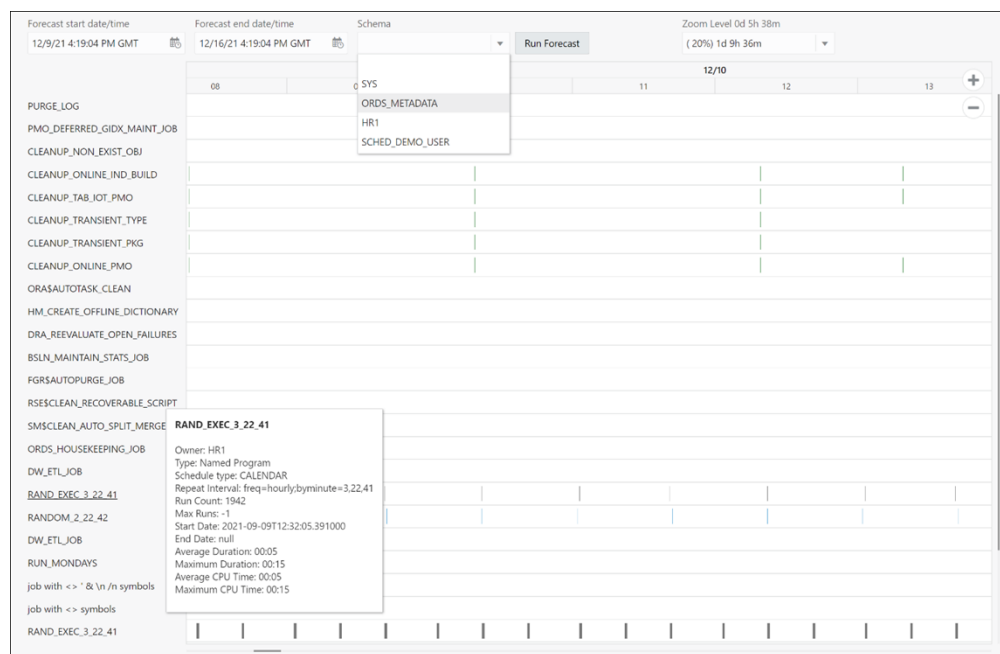 Forecast start date/time Forecast end date/time Schema Zoom Level 0d 5h 38m
12/9/21 4:19:04 PM GMT 12/16/21 4:19:04 PM GMT Run Forecast ( 20%) 1d 9h 36m
12/10
08 0 11 12 13
SYS
ORDS_METADATA
HR1
SCHED_DEMO_USER
PURGE_LOG
PMO_DEFERRED_GIDX_MAINT_JOB
CLEANUP_NON_EXIST_OBJ
CLEANUP_ONLINE_IND_BUILD
CLEANUP_TAB_IOT_PMO
CLEANUP_TRANSIENT_TYPE
CLEANUP_TRANSIENT_PKG
CLEANUP_ONLINE_PMO
ORA$AUTOTASK_CLEAN
HM_CREATE_OFFLINE_DICTIONARY
DRA_REEVALUATE_OPEN_FAILURES
BSLN_MAINTAIN_STATS_JOB
FGR$AUTOPURGE_JOB
RSE$CLEAN_RECOVERABLE_SCRIPT
SM$CLEAN_AUTO_SPLIT_MERGE
ORDS_HOUSEKEEPING_JOB
DW_ETL_JOB
RAND_EXEC_3_22_41
RANDOM_2_22_42
DW_ETL_JOB
RUN_MONDAYS
job with <> ' & \n /n symbols
job with <> symbols
RAND_EXEC_3_22_41
RAND_EXEC_3_22_41
Owner: HR1
Type: Named Program
Schedule type: CALENDAR
Repeat Interval: freq=hourly;byminute=3,22,41
Run Count: 1942
Max Runs: -1
Start Date: 2021-09-09T12:32:05.391000
End Date: null
Average Duration: 00:05
Maximum Duration: 00:15
Average CPU Time: 00:05
Maximum CPU Time: 00:15